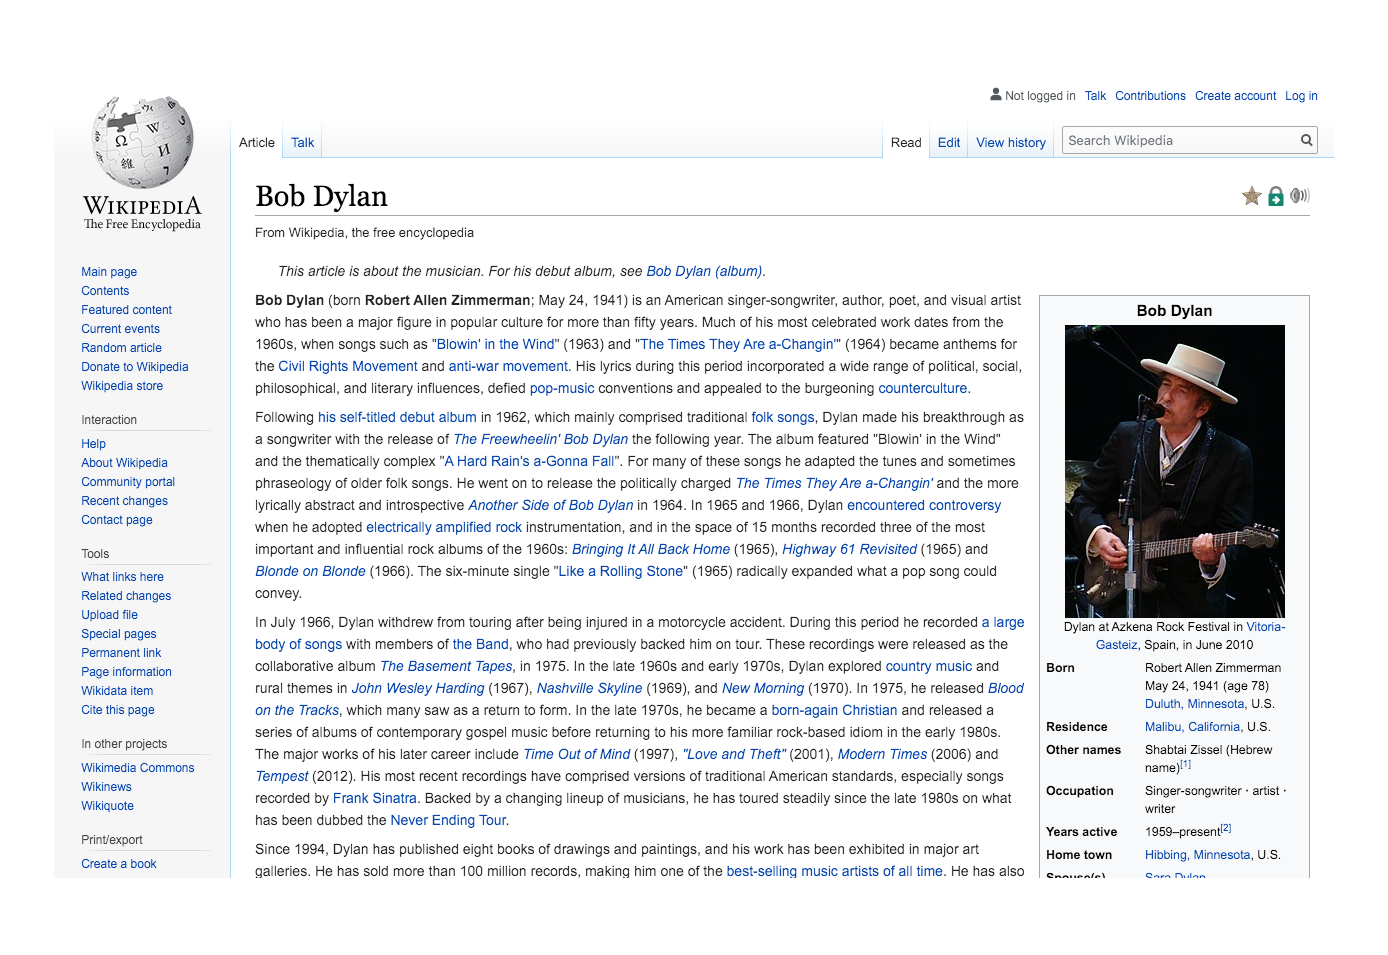 Not logged in Talk Contributions Create account Log in
Article Talk Read Edit View history Search Wikipedia
WIKIPEDIA
The Free Encyclopedia
Main page
Contents
Featured content
Current events
Random article
Donate to Wikipedia
Wikipedia store
Interaction
Help
About Wikipedia
Community portal
Recent changes
Contact page
Tools
What links here
Related changes
Upload file
Special pages
Permanent link
Page information
Wikidata item
Cite this page
In other projects
Wikimedia Commons
Wikinews
Wikiquote
Print/export
Create a book
Bob Dylan
From Wikipedia, the free encyclopedia
This article is about the musician. For his debut album, see Bob Dylan (album).
Bob Dylan (born Robert Allen Zimmerman; May 24, 1941) is an American singer-songwriter, author, poet, and visual artist
who has been a major figure in popular culture for more than fifty years. Much of his most celebrated work dates from the
1960s, when songs such as "Blowin' in the Wind" (1963) and "The Times They Are a-Changin'" (1964) became anthems for
the Civil Rights Movement and anti-war movement. His lyrics during this period incorporated a wide range of political, social,
philosophical, and literary influences, defied pop-music conventions and appealed to the burgeoning counterculture.
Following his self-titled debut album in 1962, which mainly comprised traditional folk songs, Dylan made his breakthrough as
a songwriter with the release of The Freewheelin' Bob Dylan the following year. The album featured "Blowin' in the Wind"
and the thematically complex "A Hard Rain's a-Gonna Fall". For many of these songs he adapted the tunes and sometimes
phraseology of older folk songs. He went on to release the politically charged The Times They Are a-Changin' and the more
lyrically abstract and introspective Another Side of Bob Dylan in 1964. In 1965 and 1966, Dylan encountered controversy
when he adopted electrically amplified rock instrumentation, and in the space of 15 months recorded three of the most
important and influential rock albums of the 1960s: Bringing It All Back Home (1965), Highway 61 Revisited (1965) and
Blonde on Blonde (1966). The six-minute single "Like a Rolling Stone" (1965) radically expanded what a pop song could
convey.
In July 1966, Dylan withdrew from touring after being injured in a motorcycle accident. During this period he recorded a large
body of songs with members of the Band, who had previously backed him on tour. These recordings were released as the
collaborative album The Basement Tapes, in 1975. In the late 1960s and early 1970s, Dylan explored country music and
rural themes in John Wesley Harding (1967), Nashville Skyline (1969), and New Morning (1970). In 1975, he released Blood
on the Tracks, which many saw as a return to form. In the late 1970s, he became a born-again Christian and released a
series of albums of contemporary gospel music before returning to his more familiar rock-based idiom in the early 1980s.
The major works of his later career include Time Out of Mind (1997), "Love and Theft" (2001), Modern Times (2006) and
Tempest (2012). His most recent recordings have comprised versions of traditional American standards, especially songs
recorded by Frank Sinatra. Backed by a changing lineup of musicians, he has toured steadily since the late 1980s on what
has been dubbed the Never Ending Tour.
Since 1994, Dylan has published eight books of drawings and paintings, and his work has been exhibited in major art
galleries. He has sold more than 100 million records, making him one of the best-selling music artists of all time. He has also
Bob Dylan
Dylan at Azkena Rock Festival in Vitoria-
Gasteiz, Spain, in June 2010
Born Robert Allen Zimmerman
May 24, 1941 (age 78)
Duluth, Minnesota, U.S.
Residence Malibu, California, U.S.
Other names Shabtai Zissel (Hebrew
name)[1]
Occupation Singer-songwriter · artist ·
writer
Years active 1959–present[2]
Home town Hibbing, Minnesota, U.S.
Spouse(s) Sara Dylan